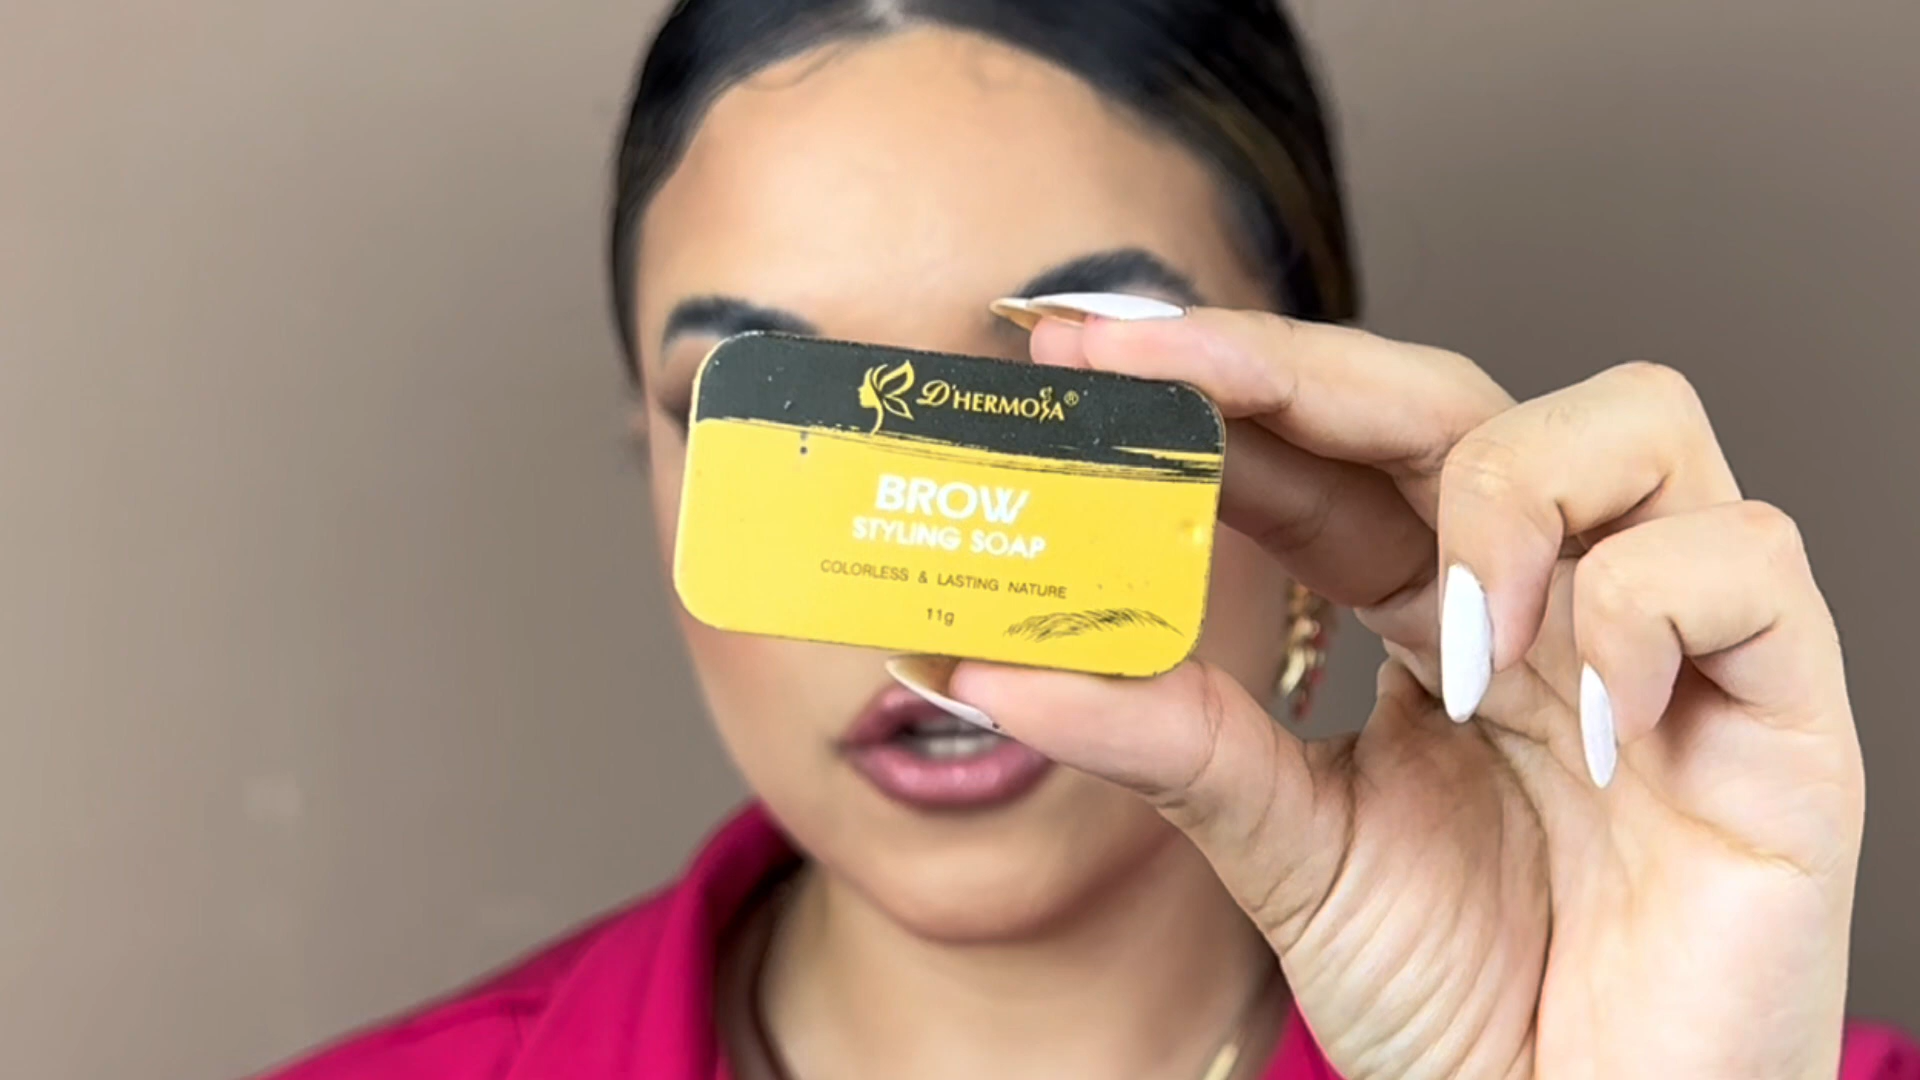 D'HERMOSA®
BROW
STYLING SOAP
COLORLESS & LASTING NATURE
11g